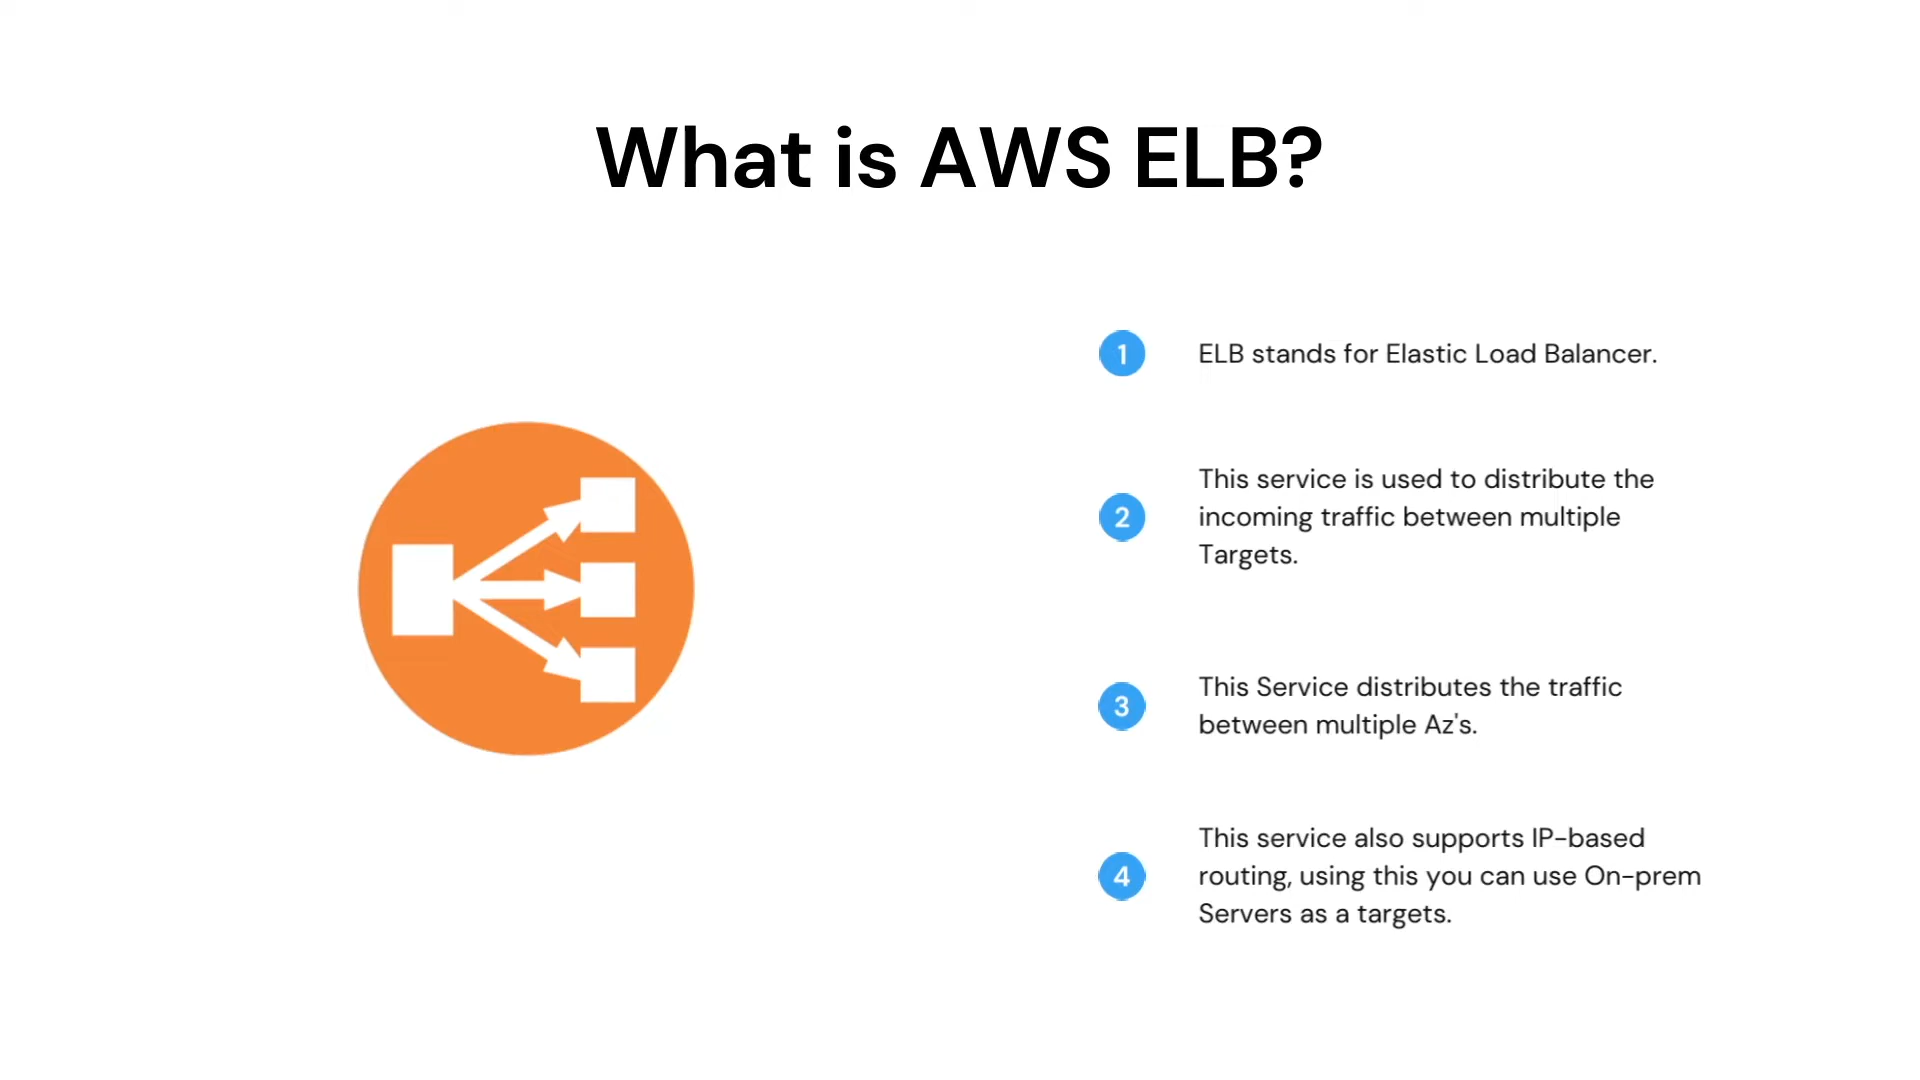 What is AWS ELB?
1
ELB stands for Elastic Load Balancer.
2
This service is used to distribute the
incoming traffic between multiple
Targets.
3
This Service distributes the traffic
between multiple Az's.
4
This service also supports IP-based
routing, using this you can use On-prem
Servers as a targets.